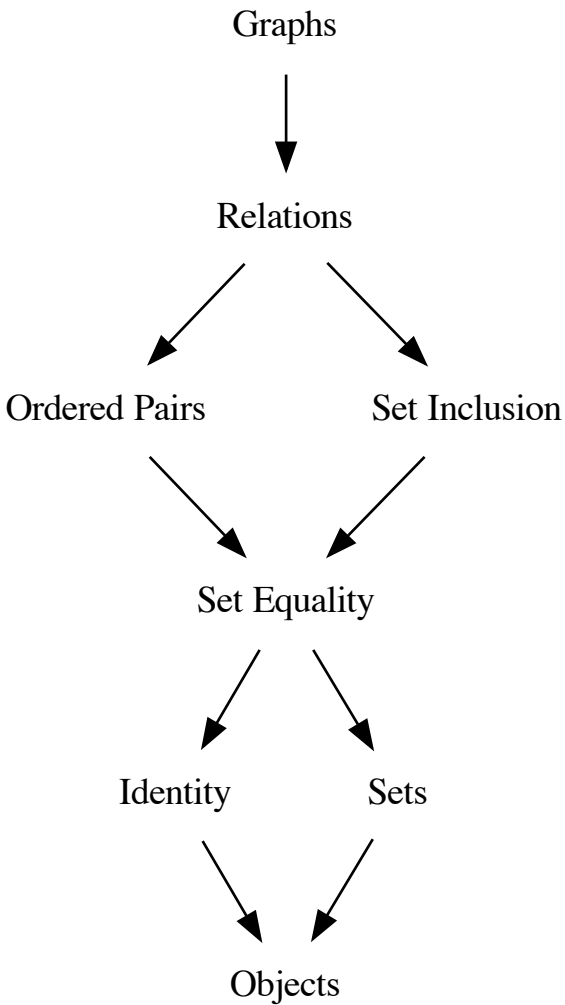 Graphs
Relations
Ordered Pairs
Set Inclusion
Set Equality
Identity
Sets
Objects